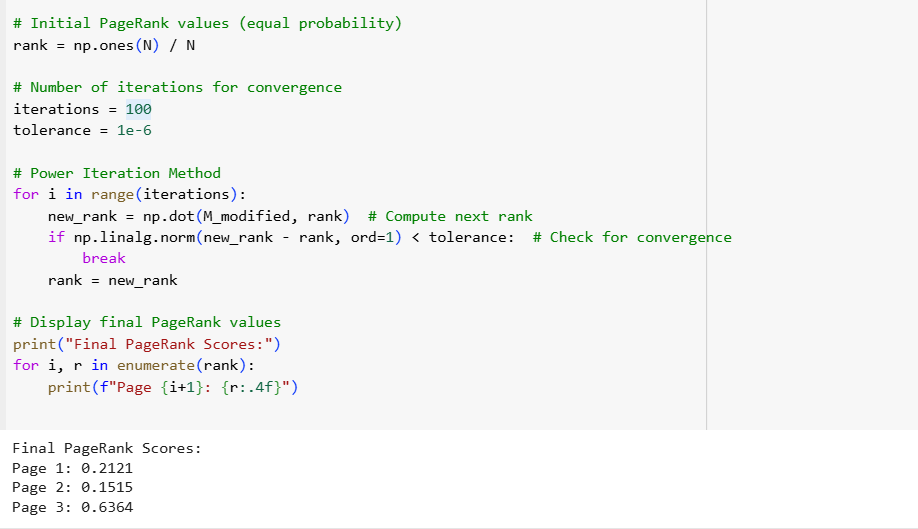 # Initial PageRank values (equal probability)
rank = np.ones(N) / N
# Number of iterations for convergence
iterations = 100
tolerance = 1e-6
# Power Iteration Method
for i in range(iterations):
    new_rank = np.dot(M_modified, rank)  # Compute next rank
    if np.linalg.norm(new_rank - rank, ord=1) < tolerance:  # Check for convergence
        break
    rank = new_rank
# Display final PageRank values
print("Final PageRank Scores:")
for i, r in enumerate(rank):
    print(f"Page {i+1}: {r:.4f}")
Final PageRank Scores:
Page 1: 0.2121
Page 2: 0.1515
Page 3: 0.6364